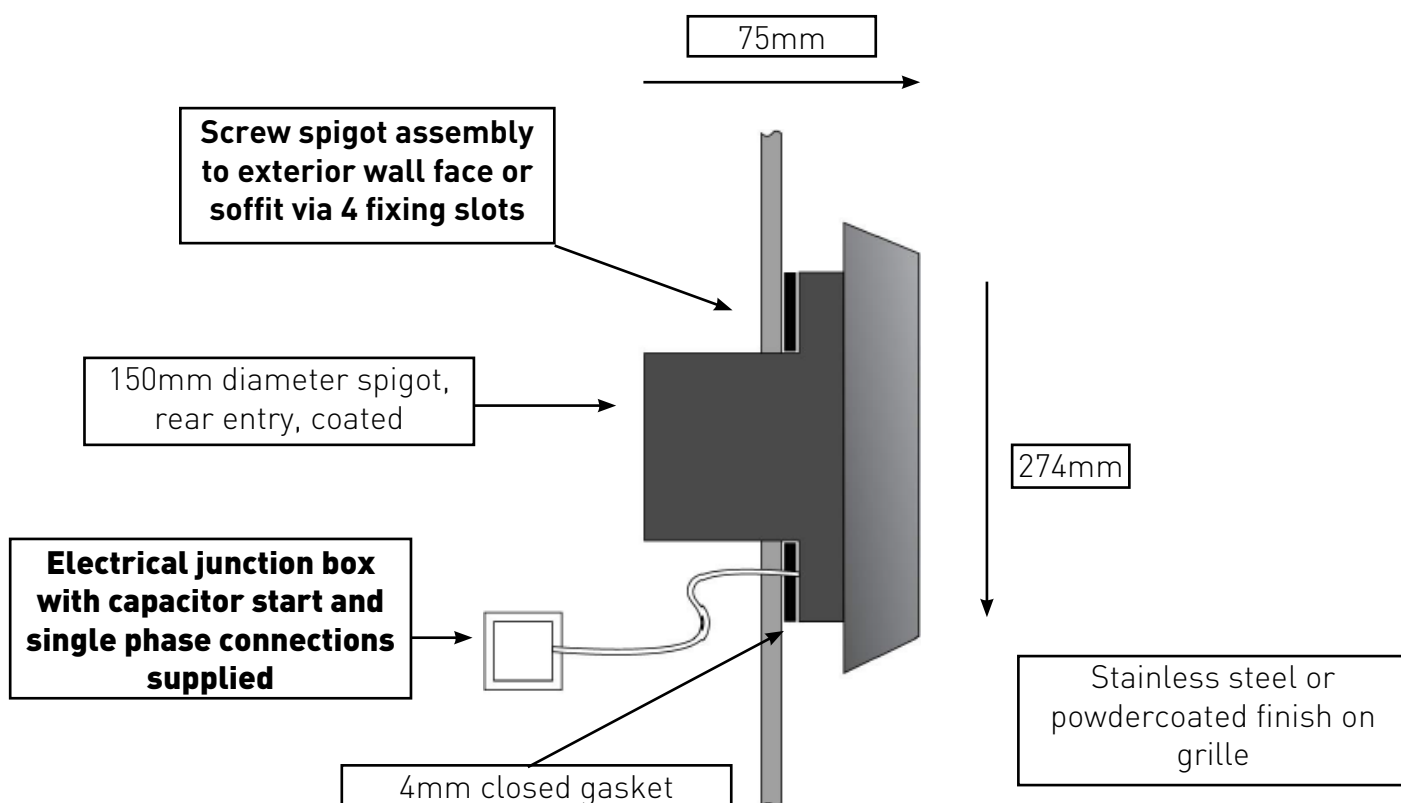 75mm
Screw spigot assembly
to exterior wall face or
soffit via 4 fixing slots
150mm diameter spigot,
rear entry, coated
274mm
Electrical junction box
with capacitor start and
single phase connections
supplied
Stainless steel or
powdercoated finish on
grille
4mm closed gasket